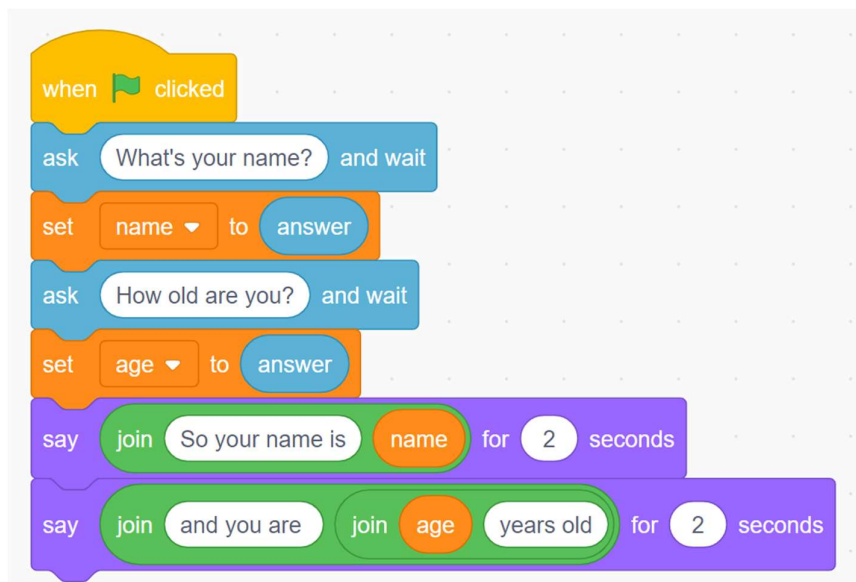 when clicked
ask What's your name? and wait
set name to answer
ask How old are you? and wait
set age to answer
say join So your name is name for 2 seconds
say join and you are join age years old for 2 seconds